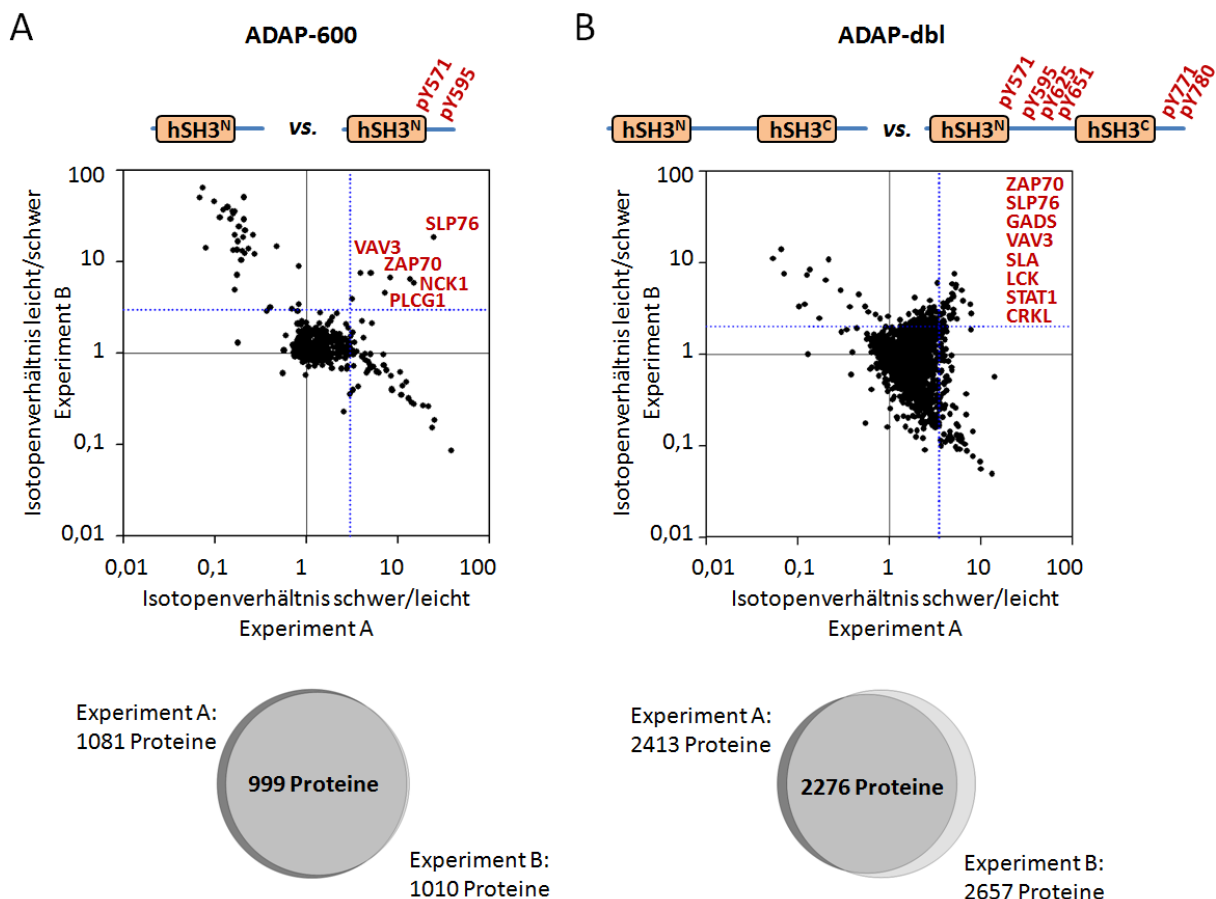 A
ADAP-600
pY571
pY595
hSH3N
vs.
hSH3N
Isotopenverhältnis leicht/schwer
Experiment B
100
10
1
0,1
0,01
SLP76
VAV3
ZAP70
NCK1
PLCG1
0,01
0,1
1
10
100
Isotopenverhältnis schwer/leicht
Experiment A
Experiment A:
1081 Proteine
999 Proteine
Experiment B:
1010 Proteine
B
ADAP-dbl
pY571
pY595
pY625
pY651
pY771
pY780
hSH3N
hSH3C
vs.
hSH3N
hSH3C
Isotopenverhältnis leicht/schwer
Experiment B
100
10
1
0,1
0,01
ZAP70
SLP76
GADS
VAV3
SLA
LCK
STAT1
CRKL
0,01
0,1
1
10
100
Isotopenverhältnis schwer/leicht
Experiment A
Experiment A:
2413 Proteine
2276 Proteine
Experiment B:
2657 Proteine